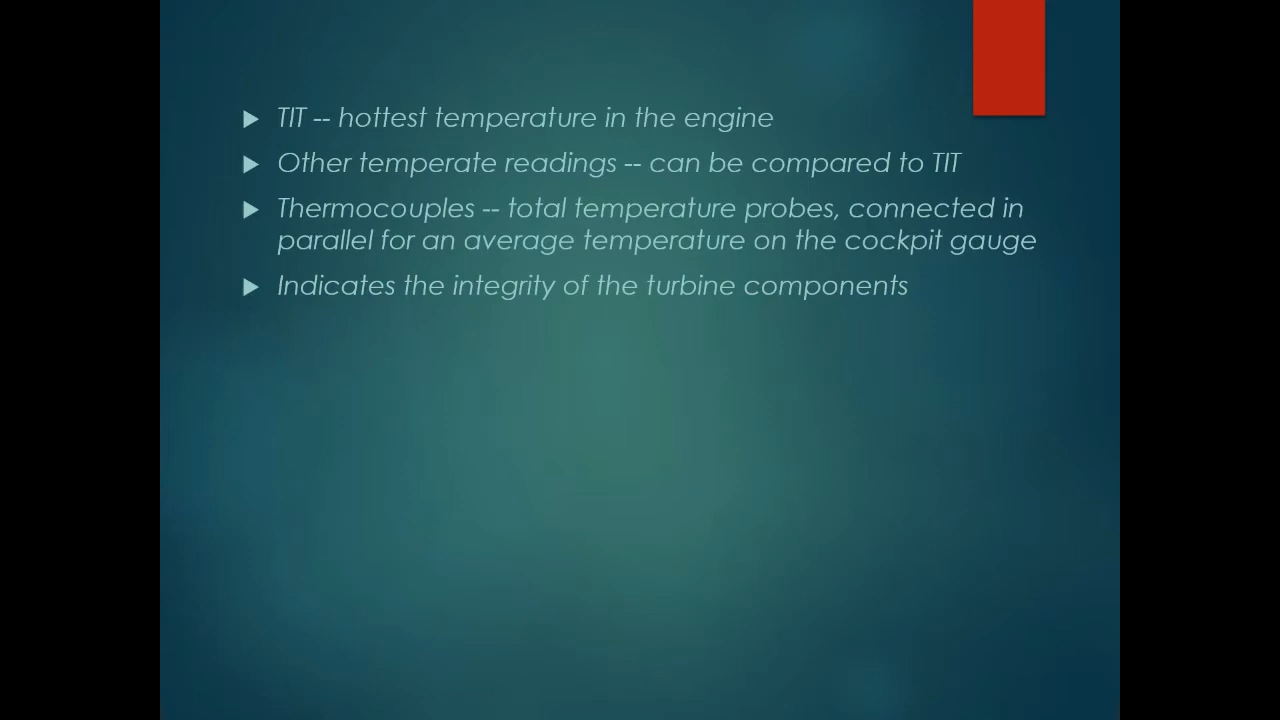 TIT -- hottest temperature in the engine
Other temperate readings -- can be compared to TIT
Thermocouples -- total temperature probes, connected in
parallel for an average temperature on the cockpit gauge
Indicates the integrity of the turbine components